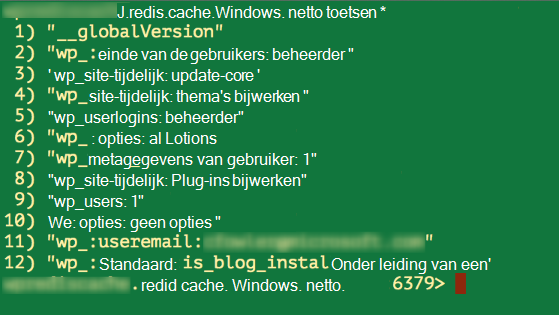 J.redis.cache.Windows. netto toetsen *
1) "__globalVersion"
2) "wp_:einde van de gebruikers: beheerder "
3) ' wp_site-tijdelijk: update-core '
4) "wp_site-tijdelijk: thema's bijwerken "
5) "wp_userlogins: beheerder"
6) "wp_ : opties: al Lotions
7) "wp_metagegevens van gebruiker: 1"
8) "wp_site-tijdelijk: Plug-ins bijwerken"
9) "wp_users: 1"
10) We: opties: geen opties "
11) "wp_:useremail: "
12) "wp_:Standaard: is_blog_instal Onder leiding van een'
. redid cache. Windows. netto. 6379>